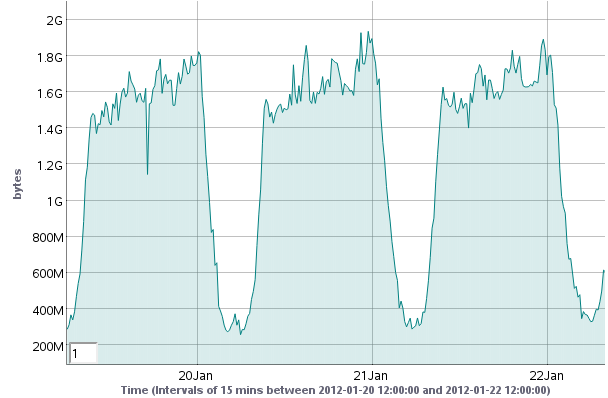 2G
1.8G
1.6G
1.4G
1.2G
1G
800M
600M
400M
200M
bytes
1
20Jan 21Jan 22Jan
Time (Intervals of 15 mins between 2012-01-20 12:00:00 and 2012-01-22 12:00:00)